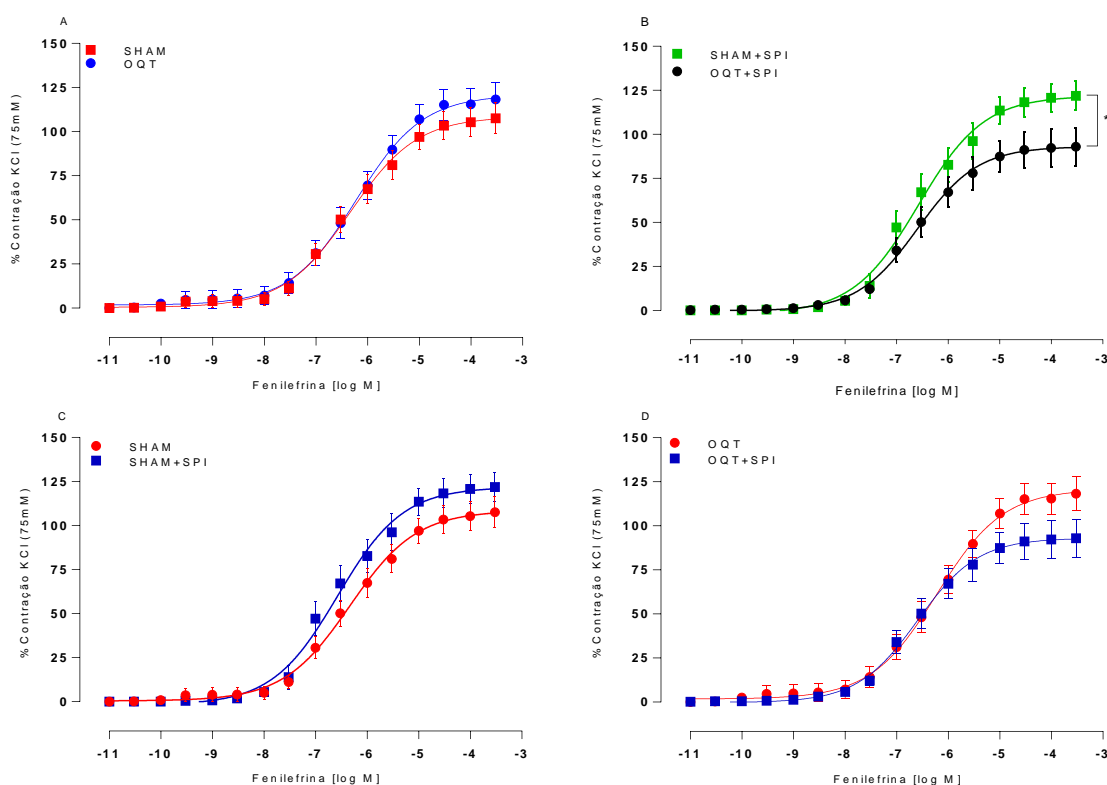 A
SHAM
OQT
% Contração KCl (75mM)
150
125
100
75
50
25
0
-11 -10 -9 -8 -7 -6 -5 -4 -3
Fenilefrina [log M]
B
SHAM+SPI
OQT+SPI
% Contração KCl (75mM)
150
125
100
75
50
25
0
*
-11 -10 -9 -8 -7 -6 -5 -4 -3
Fenilefrina [log M]
C
SHAM
SHAM+SPI
% Contração KCl (75mM)
150
125
100
75
50
25
0
-11 -10 -9 -8 -7 -6 -5 -4 -3
Fenilefrina [log M]
D
OQT
OQT+SPI
% Contração KCl (75mM)
150
125
100
75
50
25
0
-11 -10 -9 -8 -7 -6 -5 -4 -3
Fenilefrina [log M]